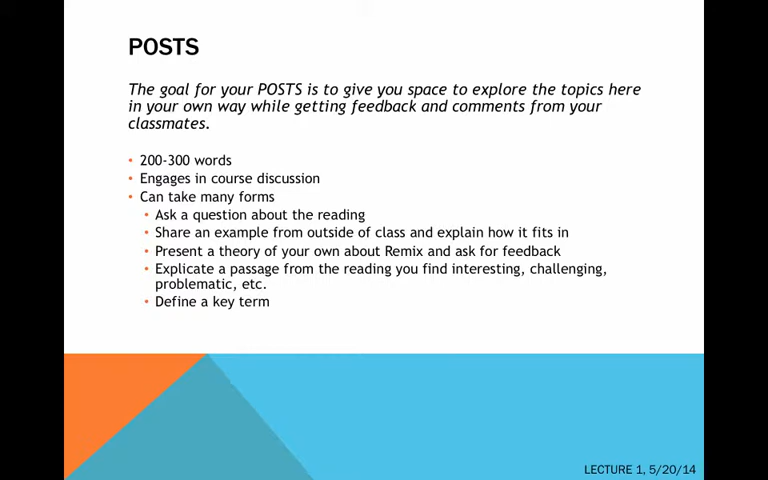 POSTS
The goal for your POSTS is to give you space to explore the topics here
in your own way while getting feedback and comments from your
classmates.
• 200-300 words
• Engages in course discussion
• Can take many forms
• Ask a question about the reading
• Share an example from outside of class and explain how it fits in
• Present a theory of your own about Remix and ask for feedback
• Explicate a passage from the reading you find interesting, challenging,
problematic, etc.
• Define a key term
LECTURE 1, 5/20/14